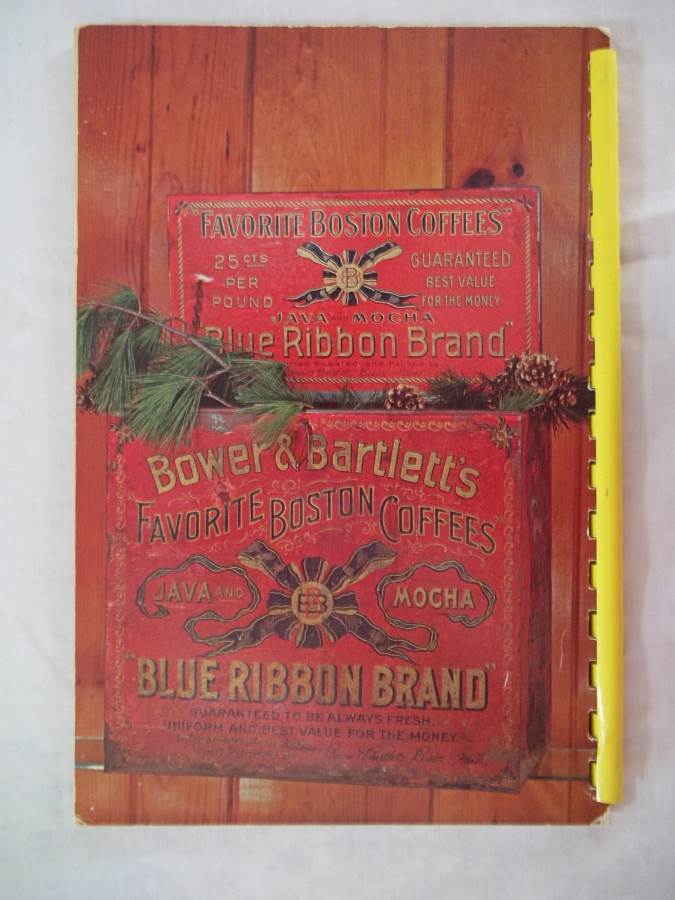 "FAVORITE BOSTON COFFEES"
25 CTS
PER
POUND
GUARANTEED
BEST VALUE
FOR THE MONEY
JAVA AND MOCHA
"Blue Ribbon Brand"
Bower & Bartlett's
FAVORITE BOSTON COFFEES
JAVA AND
MOCHA
"BLUE RIBBON BRAND"
GUARANTEED TO BE ALWAYS FRESH,
UNIFORM AND BEST VALUE FOR THE MONEY.